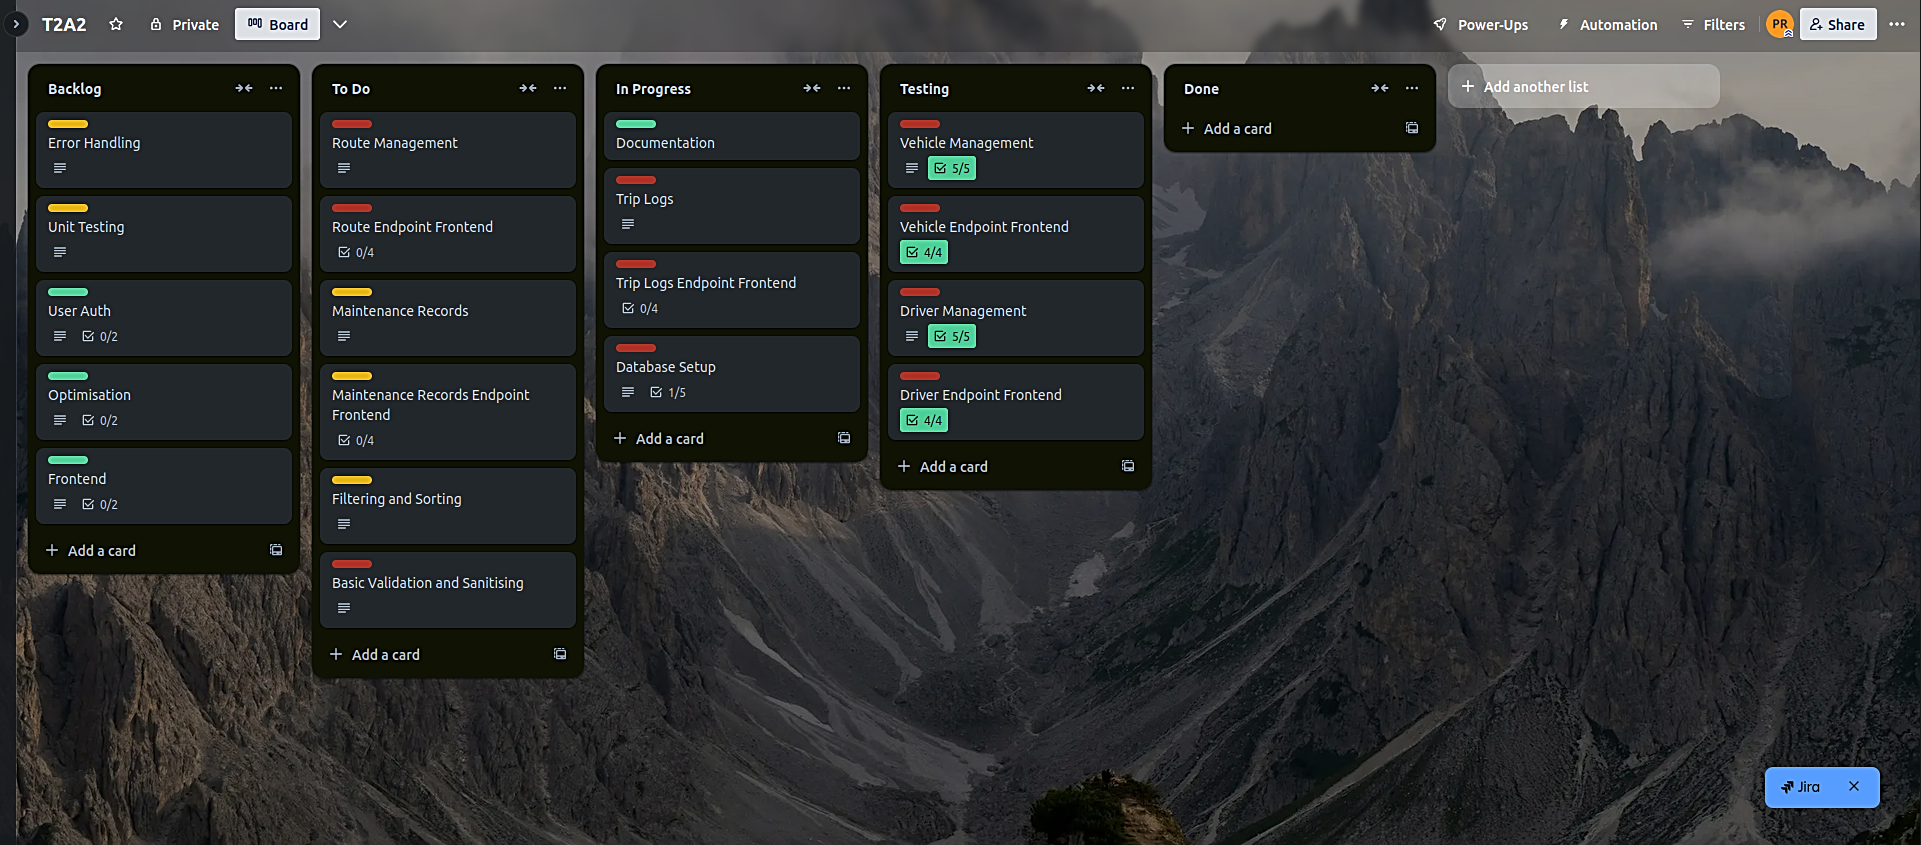 T2A2
Private
Board
Power-Ups
Automation
Filters
PR
Share
Backlog
Error Handling
Unit Testing
User Auth
0/2
Optimisation
0/2
Frontend
0/2
Add a card
To Do
Route Management
Route Endpoint Frontend
0/4
Maintenance Records
Maintenance Records Endpoint
Frontend
0/4
Filtering and Sorting
Basic Validation and Sanitising
Add a card
In Progress
Documentation
Trip Logs
Trip Logs Endpoint Frontend
0/4
Database Setup
1/5
Add a card
Testing
Vehicle Management
5/5
Vehicle Endpoint Frontend
4/4
Driver Management
5/5
Driver Endpoint Frontend
4/4
Add a card
Done
Add a card
Add another list
Jira